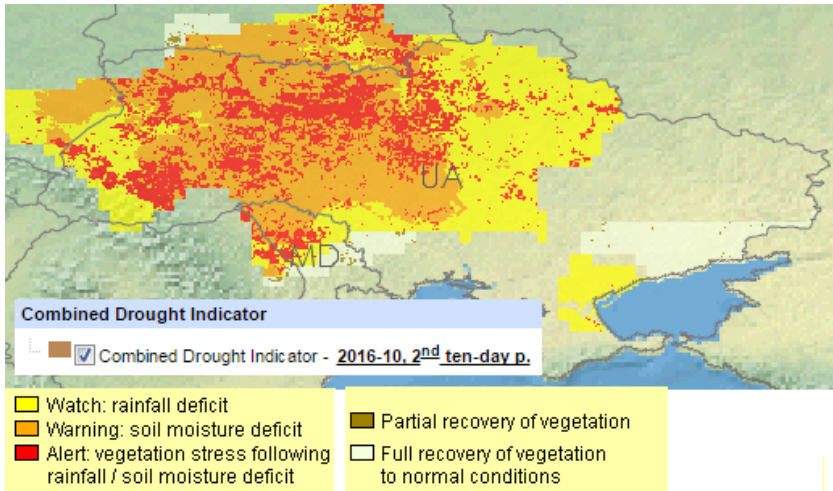 UA
MD
Combined Drought Indicator
Combined Drought Indicator - 2016-10, 2nd ten-day p.
Watch: rainfall deficit
Warning: soil moisture deficit
Alert: vegetation stress following
rainfall / soil moisture deficit
Partial recovery of vegetation
Full recovery of vegetation
to normal conditions